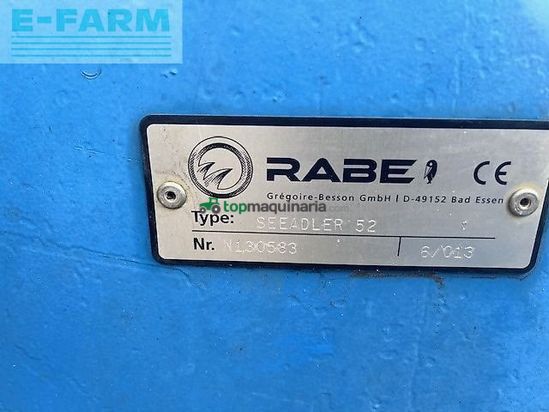 E-FARM
RABE CE
Grégoire-Besson GmbH | D-49152 Bad Essen
topmaquinaria
Type: SEEADLER 52
Nr. N130583 6/013